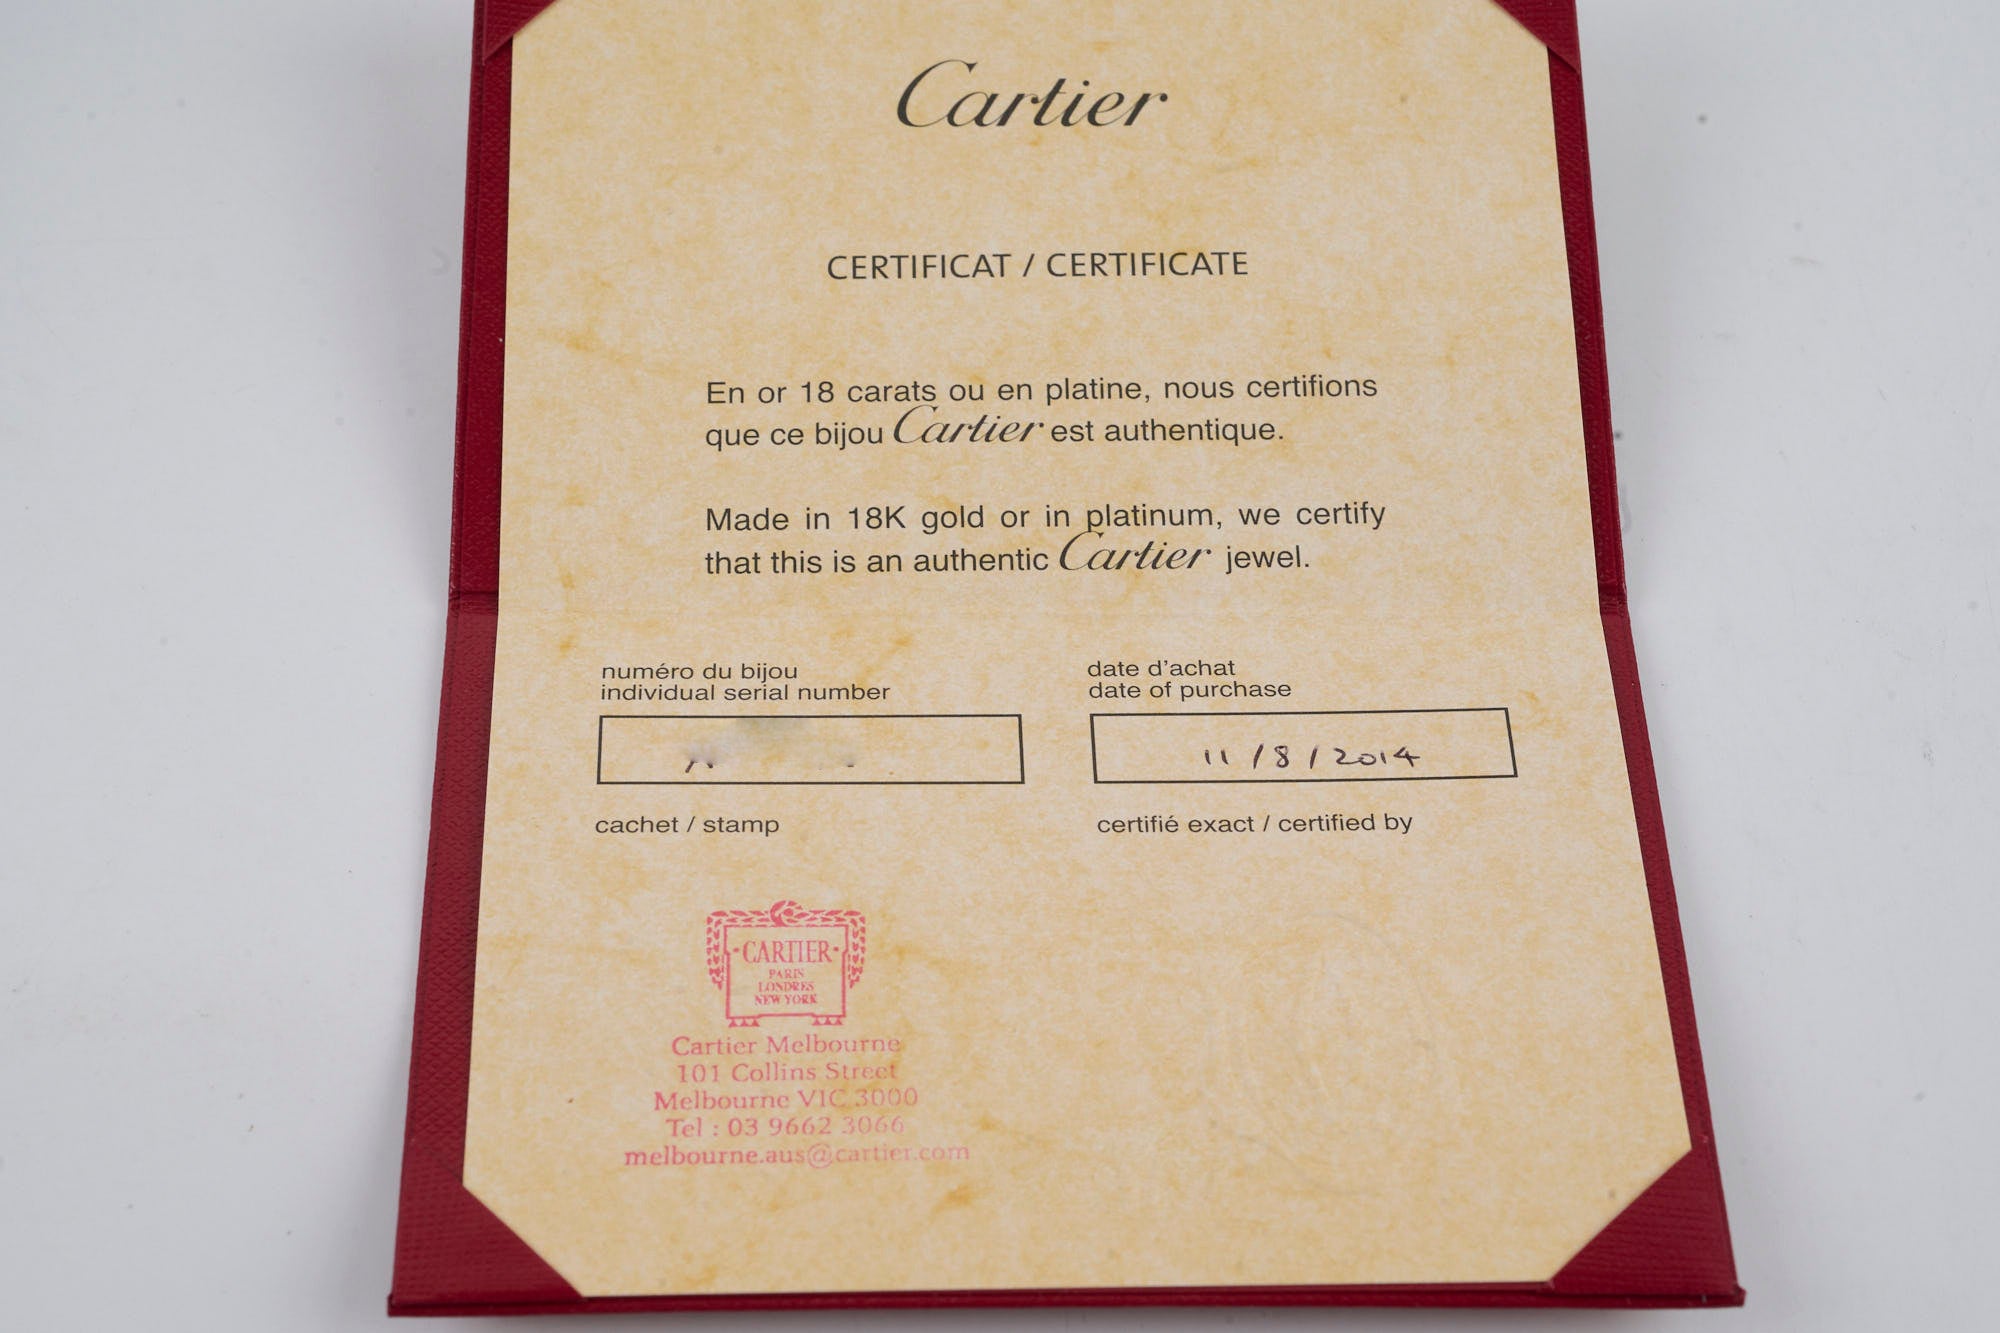 Cartier
CERTIFICAT / CERTIFICATE
En or 18 carats ou en platine, nous certifions
que ce bijou Cartier est authentique.
Made in 18K gold or in platinum, we certify
that this is an authentic Cartier jewel.
numéro du bijou
individual serial number
date d'achat
date of purchase
11/8/2014
cachet / stamp
certifié exact / certified by
CARTIER
PARIS
LONDRES
NEW YORK
Cartier Melbourne
101 Collins Street
Melbourne VIC 3000
Tel : 03 9662 3066
melbourne.aus@cartier.com